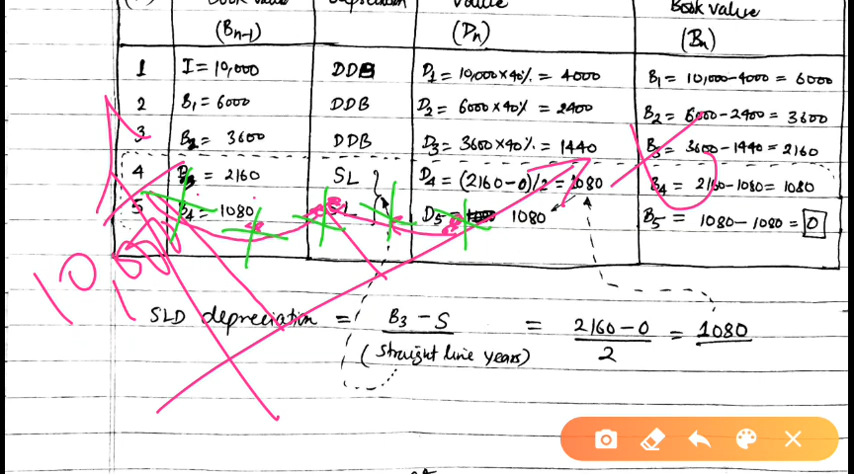 Book value
(Bn-1) (Dn) (Bn)
1 I = 10,000 DDB D1 = 10,000×40% = 4000 B1 = 10,000-4000 = 6000
2 B1 = 6000 DDB D2 = 6000×40% = 2400 B2 = 6000-2400 = 3600
3 B2 = 3600 DDB D3 = 3600×40% = 1440 B3 = 3600-1440 = 2160
4 B3 = 2160 SL D4 = (2160-0)/2 = 1080 B4 = 2160-1080 = 1080
5 B4 = 1080 SL D5 = 1080 B5 = 1080-1080 = 0
SLD depreciation = B3 - S = 2160-0 = 1080
(Straight line years) 2